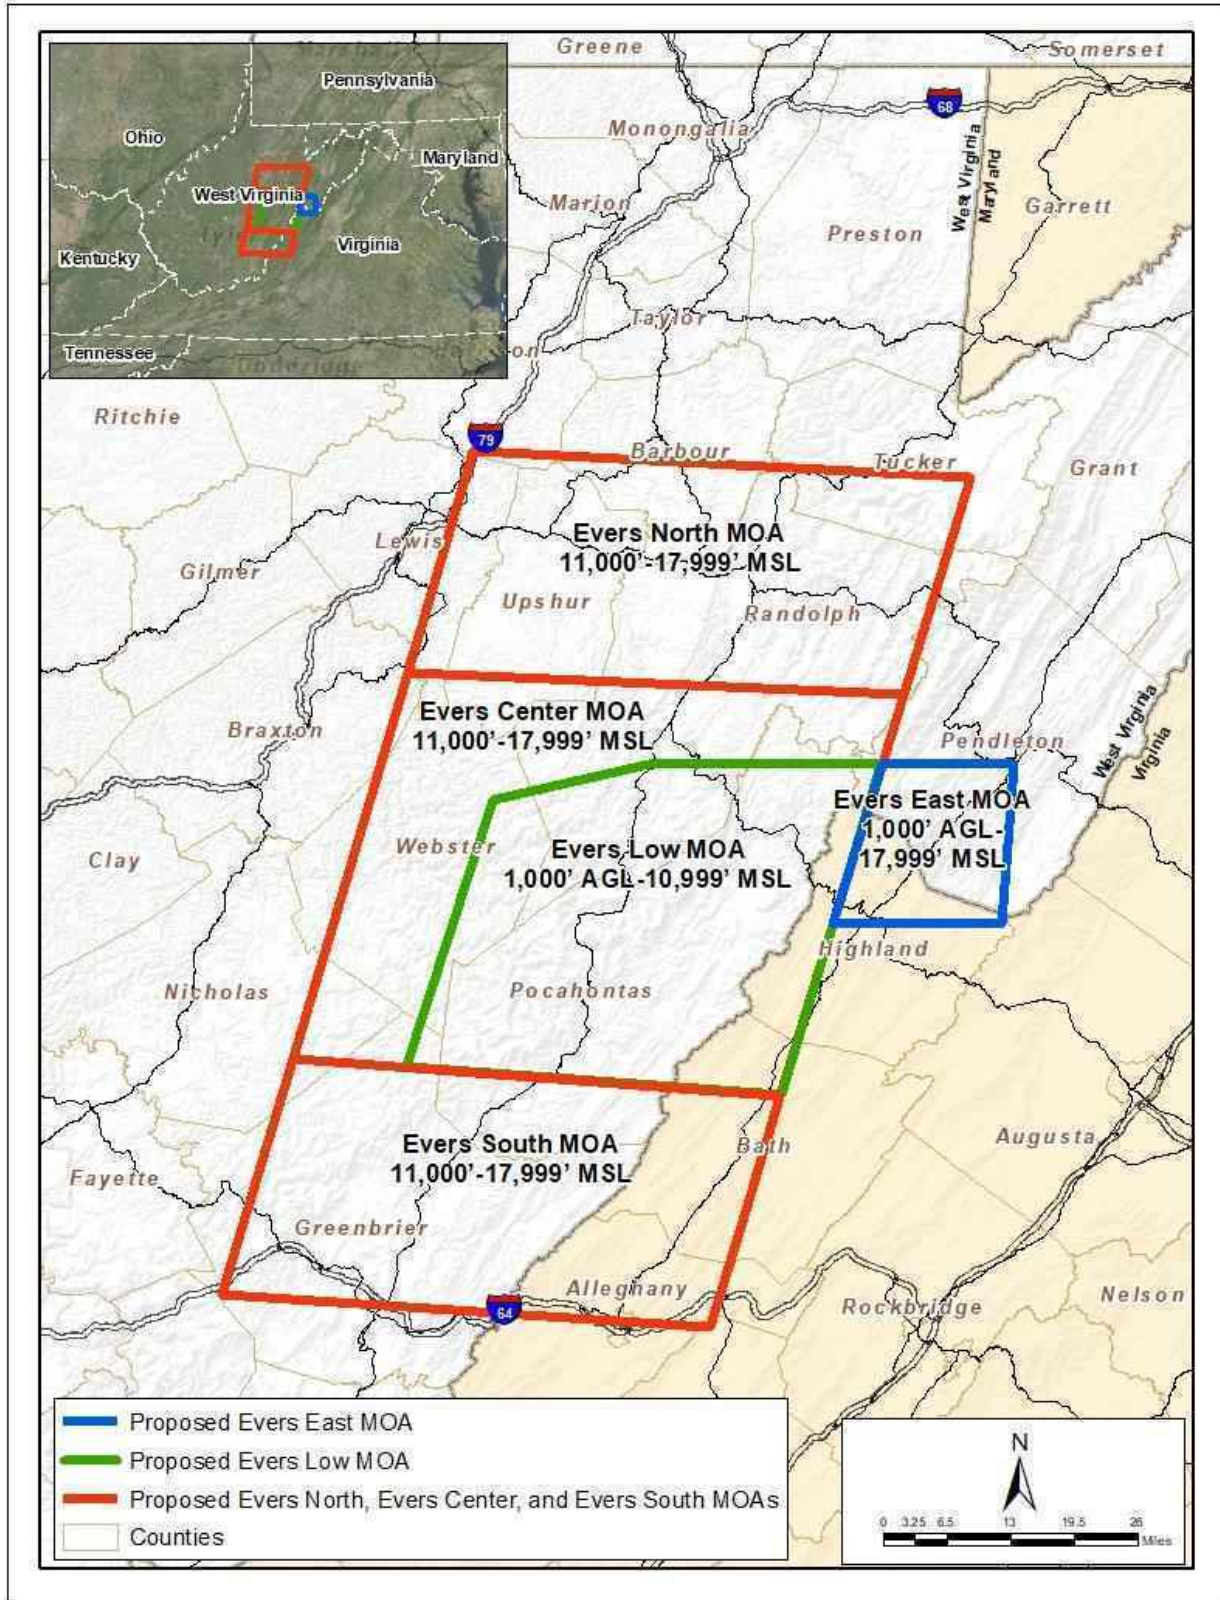 Greene
Somerset
Pennsylvania
68
Ohio
Monongalia
Maryland
West Virginia
Maryland
West Virginia
Marion
Garrett
Preston
Virginia
Kentucky
Taylor
Tennessee
on
Ritchie
79
Barbour
Tucker
Grant
Evers North MOA
11,000'-17,999' MSL
Lewis
Gilmer
Upshur
Randolph
Evers Center MOA
11,000'-17,999' MSL
Braxton
Pendleton
West Virginia
Virginia
Evers East MOA
1,000' AGL-
17,999' MSL
Webster
Evers Low MOA
1,000' AGL-10,999' MSL
Clay
Highland
Nicholas
Pocahontas
Evers South MOA
11,000'-17,999' MSL
Bath
Augusta
Fayette
Greenbrier
Alleghany
64
Rockbridge
Nelson
Proposed Evers East MOA
Proposed Evers Low MOA
Proposed Evers North, Evers Center, and Evers South MOAs
Counties
N
0 3.25 6.5 13 19.5 26
Miles